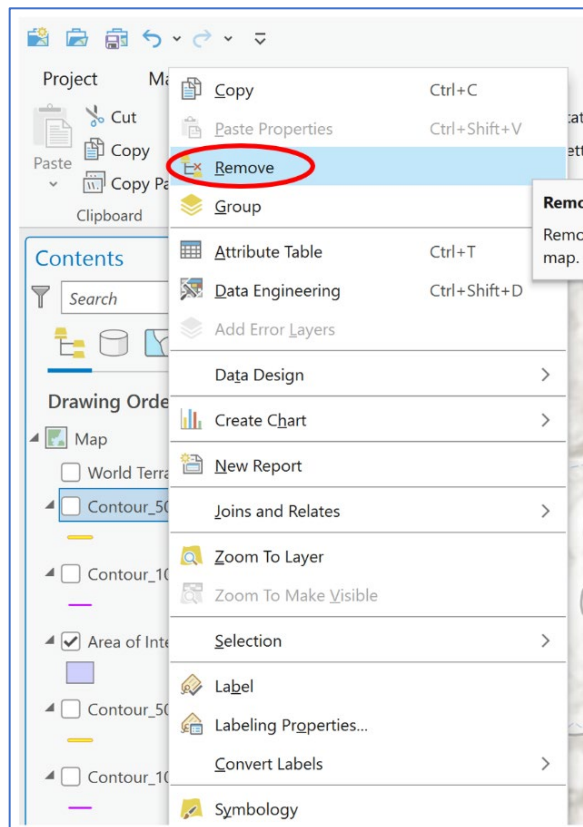 Project Ma
Cut
Paste
Copy
Copy Pa
Clipboard
Contents
Search
Drawing Orde
Map
World Terra
Contour_50
Contour_10
Area of Inte
Contour_50
Contour_10
Copy Ctrl+C
Paste Properties Ctrl+Shift+V
Remove
Group
Attribute Table Ctrl+T
Data Engineering Ctrl+Shift+D
Add Error Layers
Data Design
Create Chart
New Report
Joins and Relates
Zoom To Layer
Zoom To Make Visible
Selection
Label
Labeling Properties...
Convert Labels
Symbology
Remo
Remo
map.